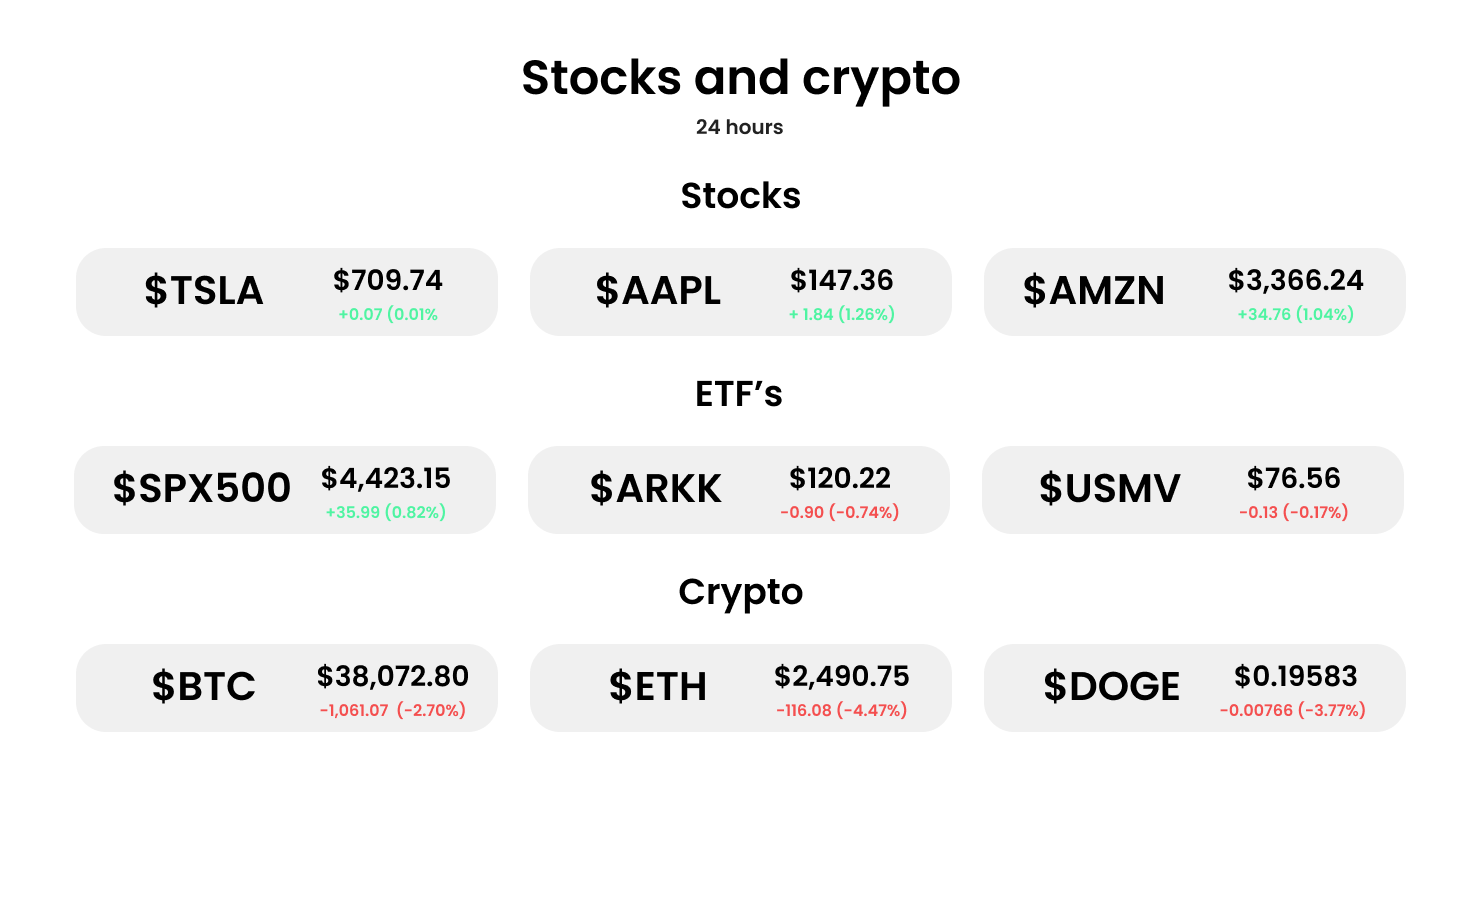 Stocks and crypto
24 hours
Stocks
$TSLA
$709.74
+0.07 (0.01%
$AAPL
$147.36
+ 1.84 (1.26%)
$AMZN
$3,366.24
+34.76 (1.04%)
ETF’s
$SPX500
$4,423.15
+35.99 (0.82%)
$ARKK
$120.22
-0.90 (-0.74%)
$USMV
$76.56
-0.13 (-0.17%)
Crypto
$BTC
$38,072.80
-1,061.07  (-2.70%)
$ETH
$2,490.75
-116.08 (-4.47%)
$DOGE
$0.19583
-0.00766 (-3.77%)